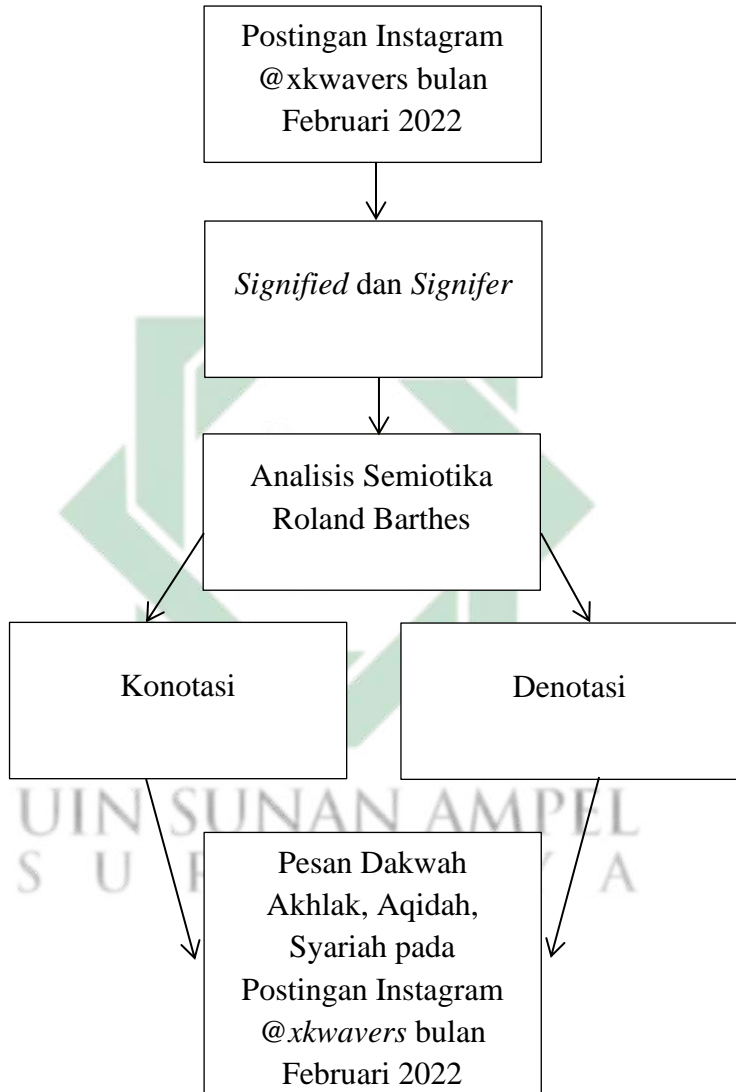 Postingan Instagram
@xkwavers bulan
Februari 2022
Signified dan Signifer
Analisis Semiotika
Roland Barthes
Konotasi
Denotasi
UIN SUNAN AMPEL
Pesan Dakwah
Akhlak, Aqidah,
Syariah pada
Postingan Instagram
@xkwavers bulan
Februari 2022